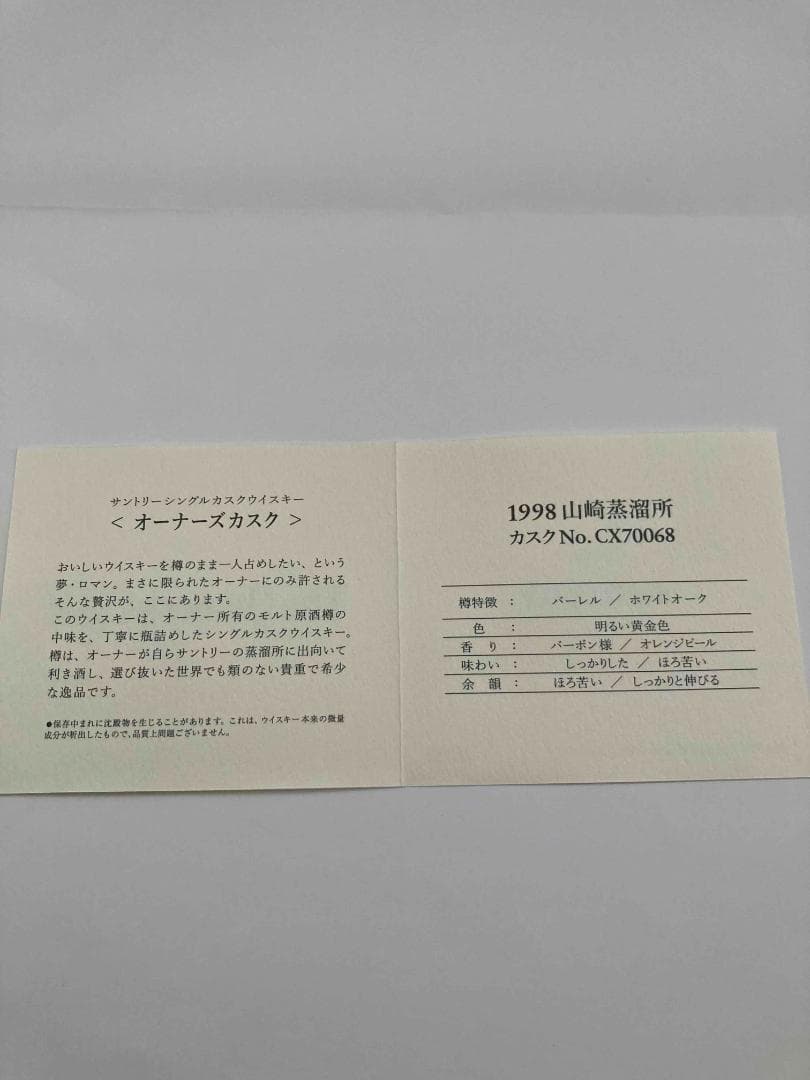 サントリーシングルカスクウイスキー
< オーナーズカスク >
おいしいウイスキーを樽のまま一人占めしたい、という
夢・ロマン。まさに限られたオーナーにのみ許される
そんな贅沢が、ここにあります。
このウイスキーは、オーナー所有のモルト原酒樽の
中味を、丁寧に瓶詰めしたシングルカスクウイスキー。
樽は、オーナーが自らサントリーの蒸溜所に出向いて
利き酒し、選び抜いた世界でも類のない貴重で希少
な逸品です。
●保存中まれに沈殿物を生じることがあります。これは、ウイスキー本来の微量
成分が析出したもので、品質上問題ございません。
1998 山崎蒸溜所
カスク No. CX70068
樽特徴 : バーレル / ホワイトオーク
色 : 明るい黄金色
香り : バーボン様 / オレンジピール
味わい : しっかりした / ほろ苦い
余韻 : ほろ苦い / しっかりと伸びる